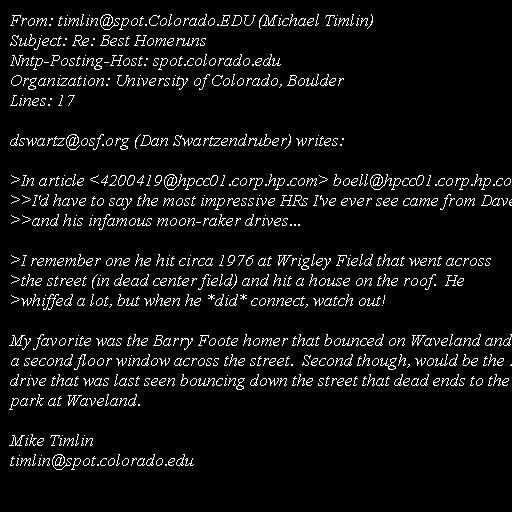 From: timlin@spot.Colorado.EDU (Michael Timlin)
Subject: Re: Best Homeruns
Nntp-Posting-Host: spot.colorado.edu
Organization: University of Colorado, Boulder
Lines: 17

dswartz@osf.org (Dan Swartzendruber) writes:

>In article <4200419@hpcc01.corp.hp.com> boell@hpcc01.corp.hp.co
>>I'd have to say the most impressive HRs I've ever see came from Dave
>>and his infamous moon-raker drives...

>I remember one he hit circa 1976 at Wrigley Field that went across
>the street (in dead center field) and hit a house on the roof.  He
>whiffed a lot, but when he *did* connect, watch out!

My favorite was the Barry Foote homer that bounced on Waveland and
a second floor window across the street.  Second though, would be the
drive that was last seen bouncing down the street that dead ends to the
park at Waveland.

Mike Timlin
timlin@spot.colorado.edu